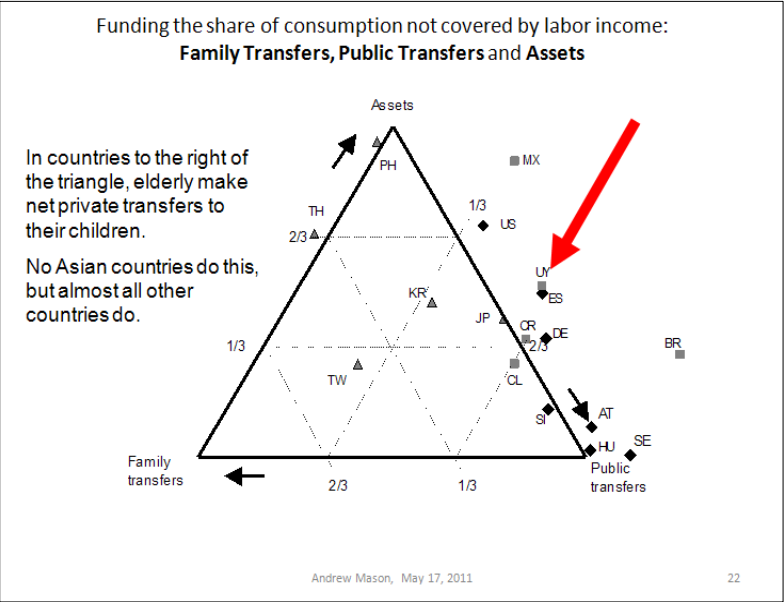 Funding the share of consumption not covered by labor income:
Family Transfers, Public Transfers and Assets
Assets
In countries to the right of
the triangle, elderly make
net private transfers to
their children.
No Asian countries do this,
but almost all other
countries do.
PH
MX
TH
1/3
US
2/3
UY
ES
KR
JP
CR
DE
1/3
2/3
BR
TW
CL
SI
AT
HU
SE
Family
transfers
Public
transfers
2/3
1/3
Andrew Mason, May 17, 2011
22